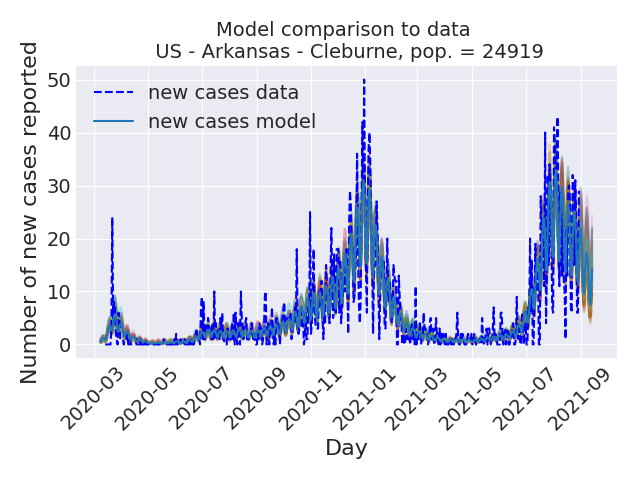 Model comparison to data
US - Arkansas - Cleburne, pop. = 24919
Number of new cases reported
50
40
30
20
10
0
new cases data
new cases model
2020-03
2020-05
2020-07
2020-09
2020-11
2021-01
2021-03
2021-05
2021-07
2021-09
Day